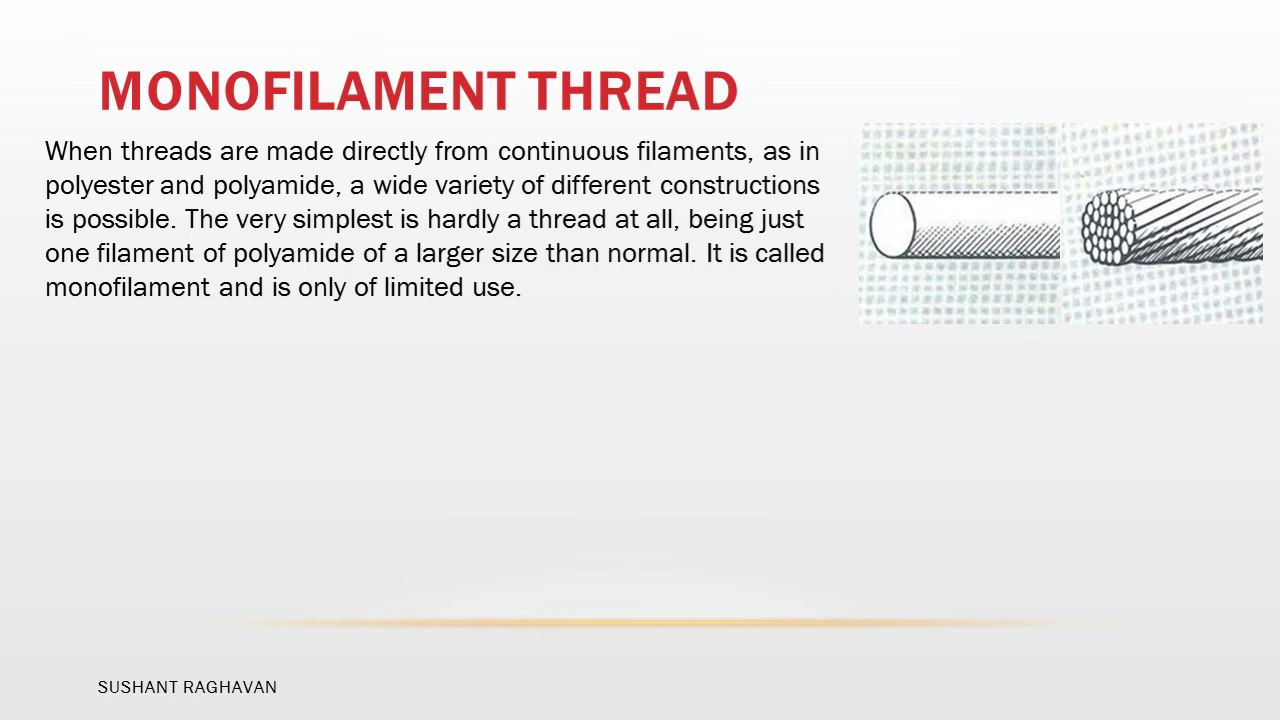 MONOFILAMENT THREAD
When threads are made directly from continuous filaments, as in
polyester and polyamide, a wide variety of different constructions
is possible. The very simplest is hardly a thread at all, being just
one filament of polyamide of a larger size than normal. It is called
monofilament and is only of limited use.
SUSHANT RAGHAVAN